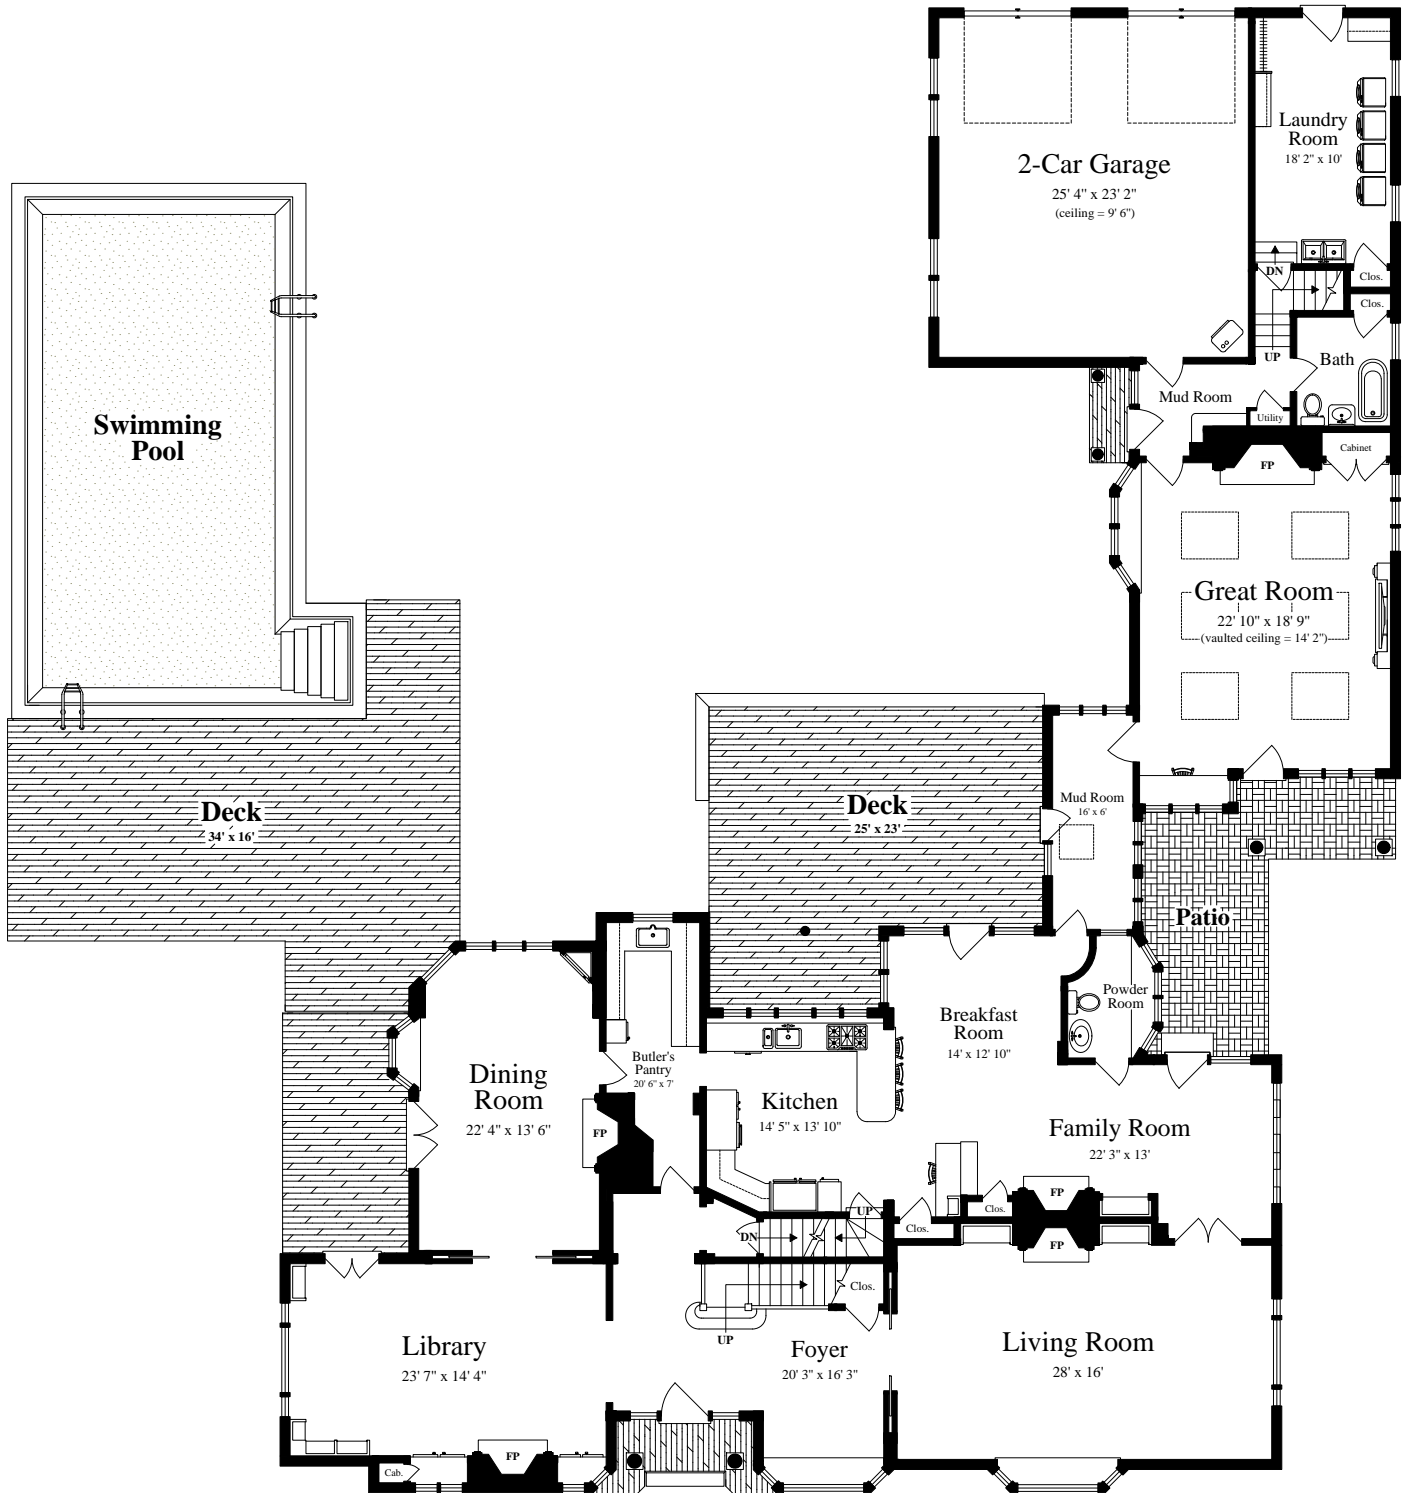 2-Car Garage
25' 4" x 23' 2"
(ceiling = 9' 6")
Laundry
Room
18' 2" x 10'
DN
Clos.
Clos.
UP
Bath
Mud Room
Utility
Cabinet
FP
Swimming
Pool
Great Room
22' 10" x 18' 9"
(vaulted ceiling = 14' 2")
Deck
34' x 16'
Deck
25' x 23'
Mud Room
16' x 6'
Patio
Powder
Room
Breakfast
Room
14' x 12' 10"
Butler's
Pantry
20' 6" x 7'
Dining
Room
22' 4" x 13' 6"
FP
Kitchen
14' 5" x 13' 10"
Family Room
22' 3" x 13'
FP
Clos.
Clos.
UP
DN
FP
Clos.
UP
Library
23' 7" x 14' 4"
Foyer
20' 3" x 16' 3"
Living Room
28' x 16'
FP
Cab.